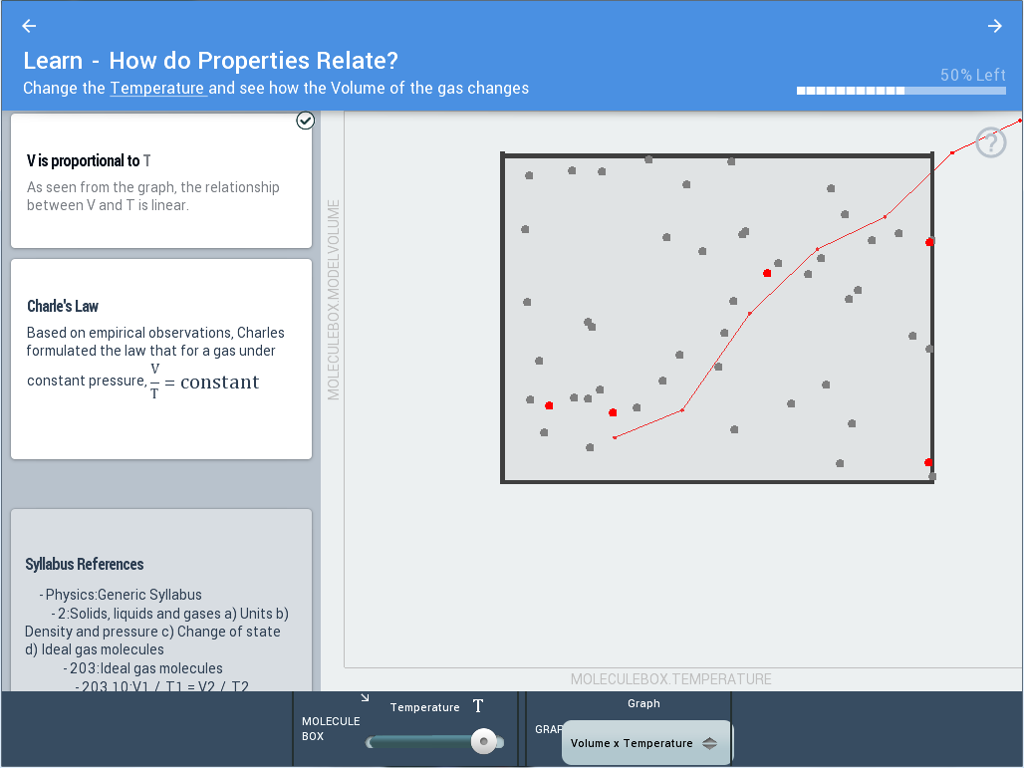 Learn - How do Properties Relate?
Change the Temperature and see how the Volume of the gas changes
50% Left
V is proportional to T
As seen from the graph, the relationship
between V and T is linear.
Charle's Law
Based on empirical observations, Charles
formulated the law that for a gas under
constant pressure, V/T = constant
Syllabus References
-Physics:Generic Syllabus
-2:Solids, liquids and gases a) Units b)
Density and pressure c) Change of state
d) Ideal gas molecules
-203:Ideal gas molecules
-203.10:V1 / T1 = V2 / T2
MOLECULEBOX.MODELVOLUME
?
MOLECULEBOX.TEMPERATURE
MOLECULE
BOX
Temperature T
Graph
GRAP
Volume x Temperature